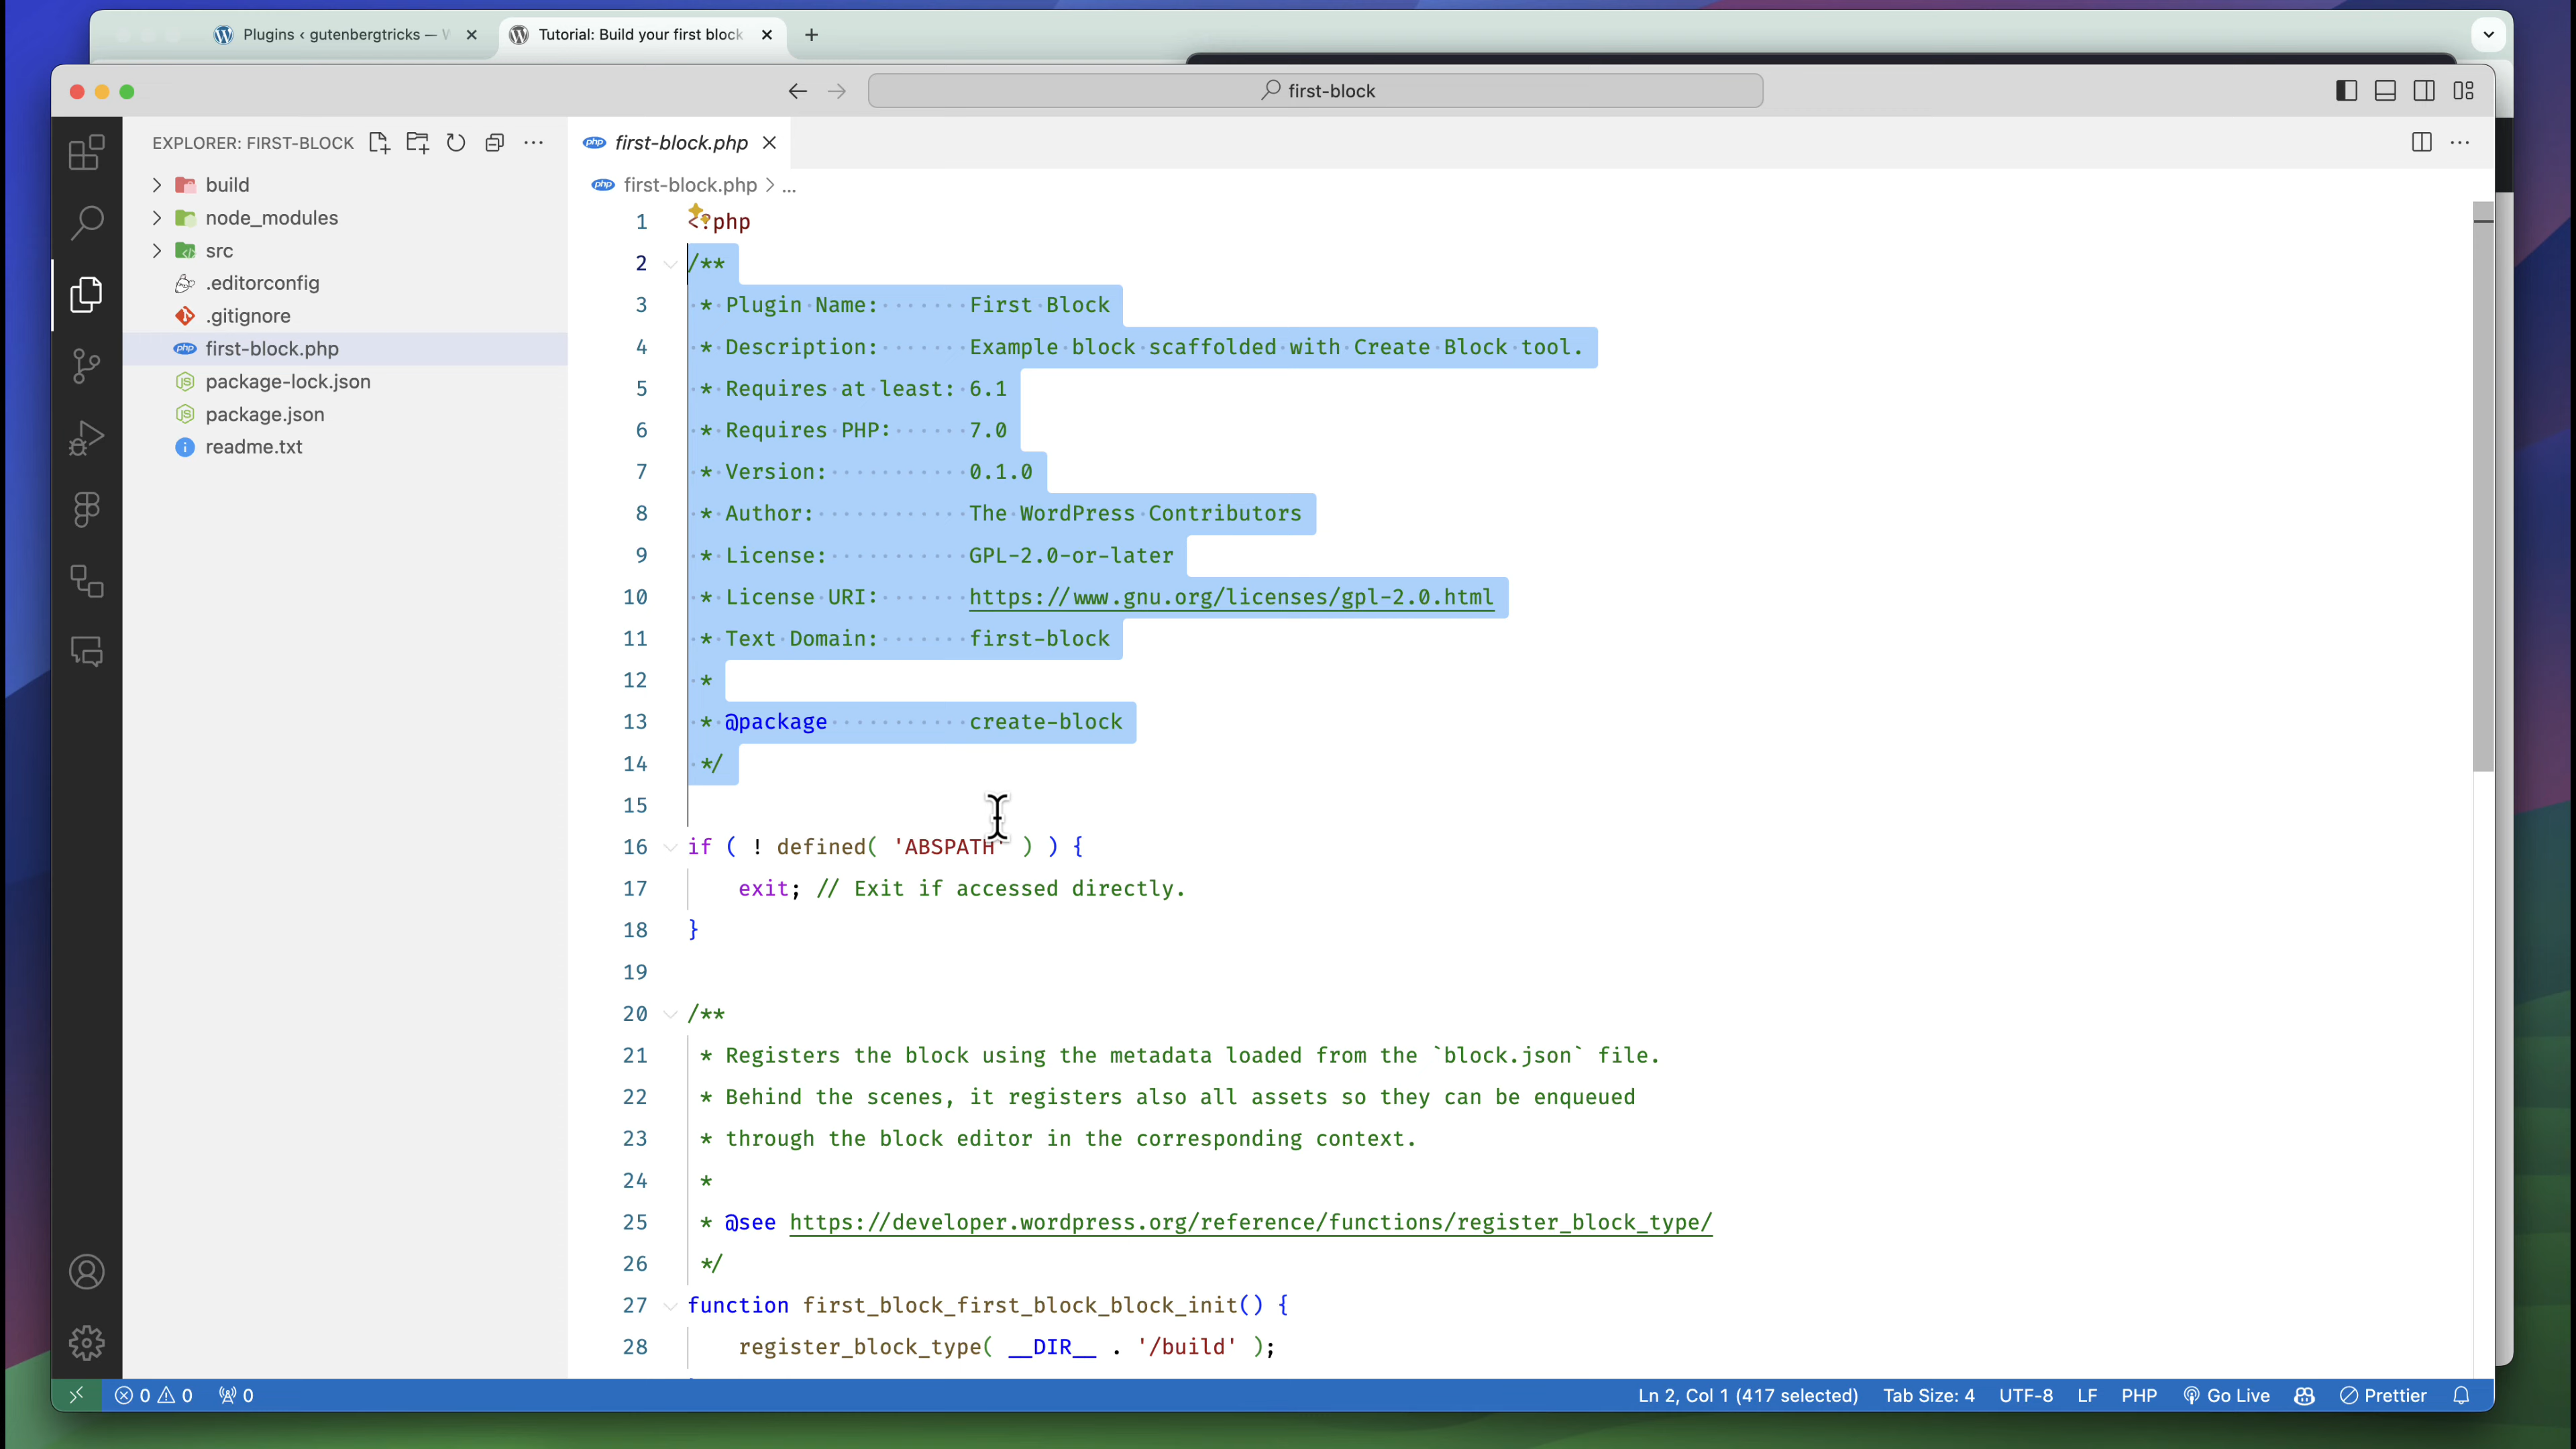 Plugins ‹ gutenbergtricks —
Tutorial: Build your first block
first-block
EXPLORER: FIRST-BLOCK
build
node_modules
src
.editorconfig
.gitignore
first-block.php
package-lock.json
package.json
readme.txt
first-block.php
first-block.php > ...
1 <?php
2 /**
3 * Plugin Name: First Block
4 * Description: Example block scaffolded with Create Block tool.
5 * Requires at least: 6.1
6 * Requires PHP: 7.0
7 * Version: 0.1.0
8 * Author: The WordPress Contributors
9 * License: GPL-2.0-or-later
10 * License URI: https://www.gnu.org/licenses/gpl-2.0.html
11 * Text Domain: first-block
12 *
13 * @package create-block
14 */
15
16 if ( ! defined( 'ABSPATH' ) ) {
17 exit; // Exit if accessed directly.
18 }
19
20 /**
21 * Registers the block using the metadata loaded from the `block.json` file.
22 * Behind the scenes, it registers also all assets so they can be enqueued
23 * through the block editor in the corresponding context.
24 *
25 * @see https://developer.wordpress.org/reference/functions/register_block_type/
26 */
27 function first_block_first_block_block_init() {
28 register_block_type( __DIR__ . '/build' );
0 0 0 Ln 2, Col 1 (417 selected) Tab Size: 4 UTF-8 LF PHP Go Live Prettier